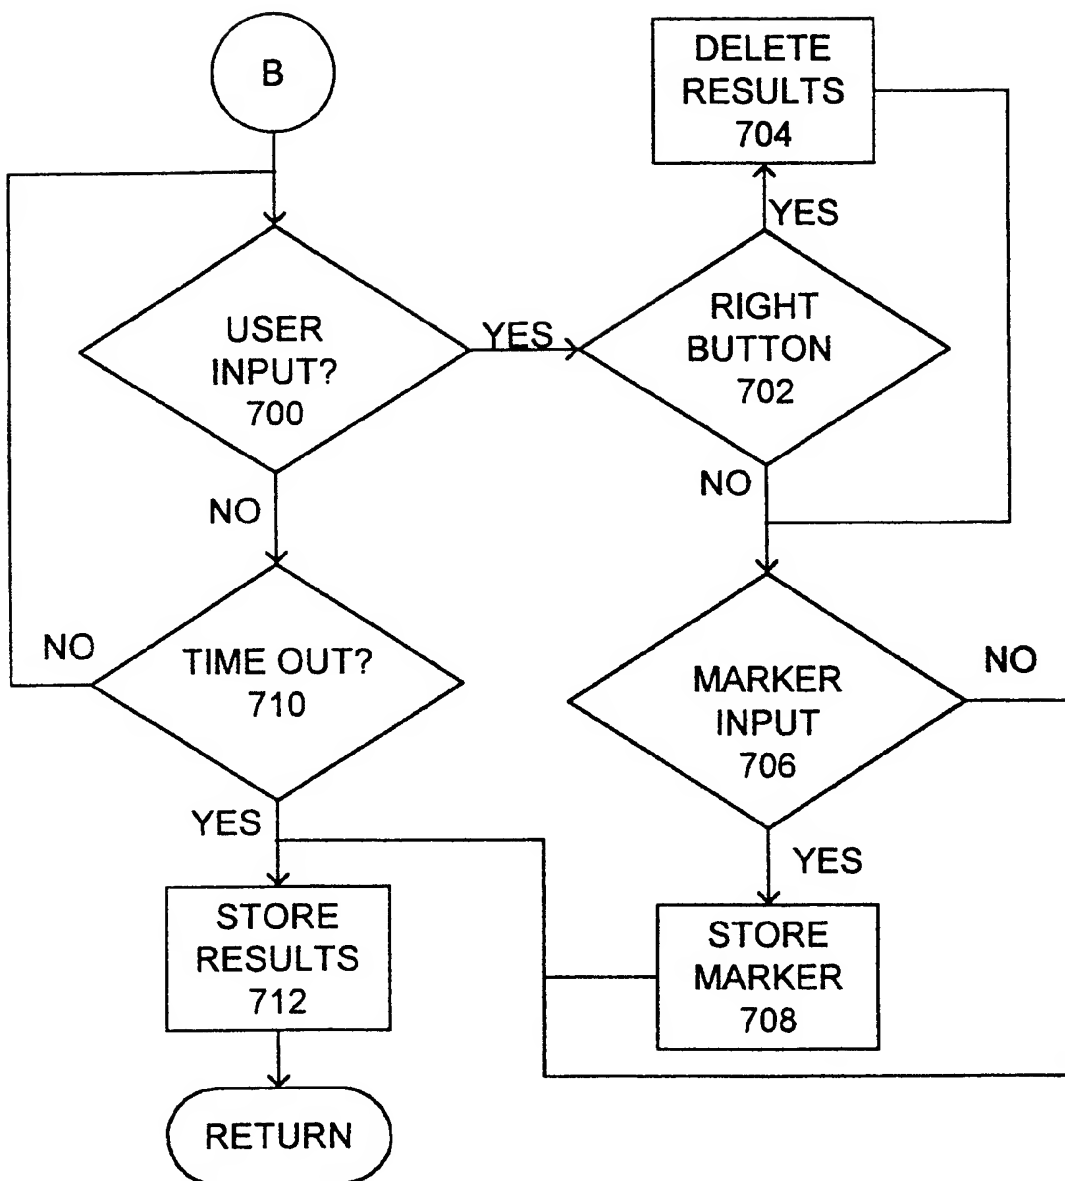 B
DELETE
RESULTS
704
YES
USER
INPUT?
700
YES
RIGHT
BUTTON
702
NO
NO
NO
TIME OUT?
710
MARKER
INPUT
706
NO
YES
YES
STORE
RESULTS
712
STORE
MARKER
708
RETURN